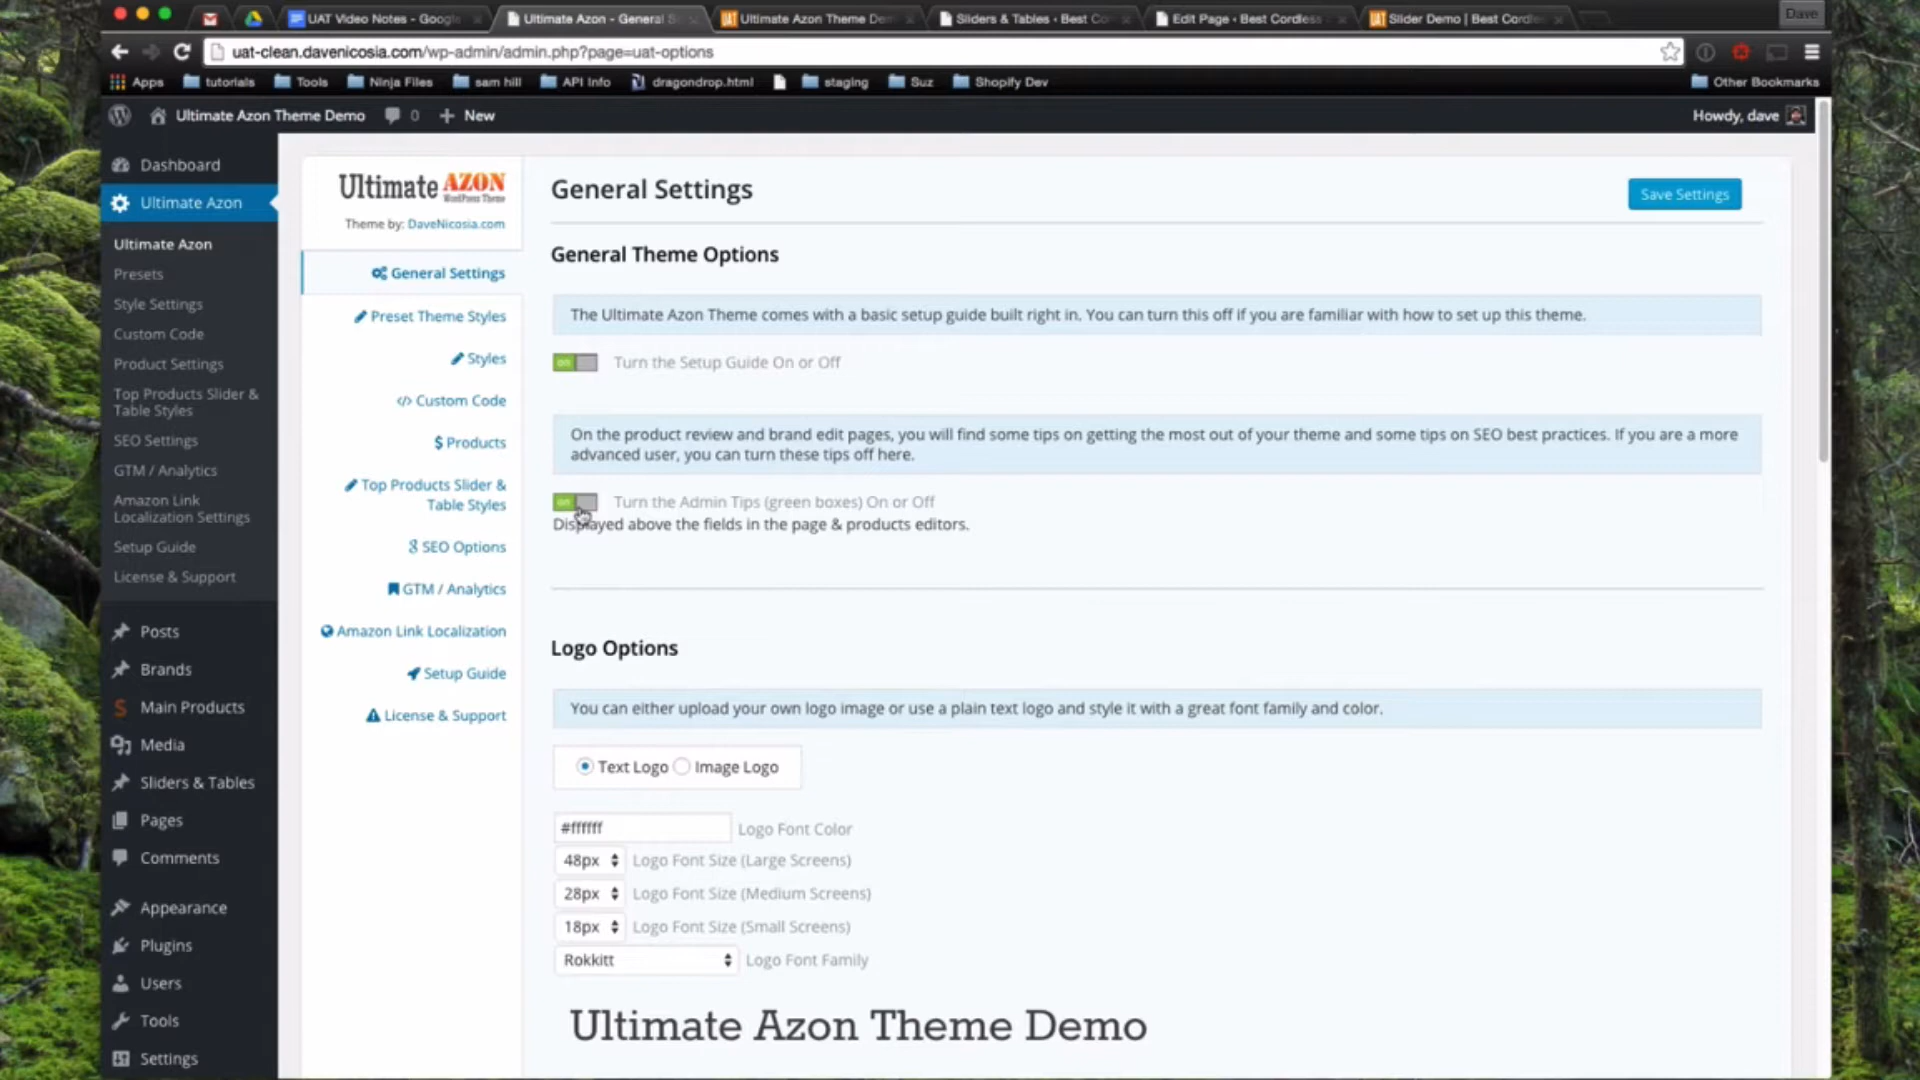 UAT Video Notes - Google
Ultimate Azon - General S
Ultimate Azon Theme Dem
Sliders & Tables ‹ Best Co
Edit Page ‹ Best Cordless
Slider Demo | Best Cordle
Dave
uat-clean.davenicosia.com/wp-admin/admin.php?page=uat-options
Apps tutorials Tools Ninja Files sam hill API Info dragondrop.html staging Suz Shopify Dev Other Bookmarks
Ultimate Azon Theme Demo 0 + New Howdy, dave
Dashboard
Ultimate Azon
Ultimate Azon
Presets
Style Settings
Custom Code
Product Settings
Top Products Slider &
Table Styles
SEO Settings
GTM / Analytics
Amazon Link
Localization Settings
Setup Guide
License & Support
Posts
Brands
Main Products
Media
Sliders & Tables
Pages
Comments
Appearance
Plugins
Users
Tools
Settings
Ultimate AZON
WordPress Theme
Theme by: DaveNicosia.com
General Settings
Preset Theme Styles
Styles
</> Custom Code
$ Products
Top Products Slider &
Table Styles
SEO Options
GTM / Analytics
Amazon Link Localization
Setup Guide
License & Support
General Settings
Save Settings
General Theme Options
The Ultimate Azon Theme comes with a basic setup guide built right in. You can turn this off if you are familiar with how to set up this theme.
on Turn the Setup Guide On or Off
On the product review and brand edit pages, you will find some tips on getting the most out of your theme and some tips on SEO best practices. If you are a more
advanced user, you can turn these tips off here.
on Turn the Admin Tips (green boxes) On or Off
Displayed above the fields in the page & products editors.
Logo Options
You can either upload your own logo image or use a plain text logo and style it with a great font family and color.
Text Logo Image Logo
#ffffff Logo Font Color
48px Logo Font Size (Large Screens)
28px Logo Font Size (Medium Screens)
18px Logo Font Size (Small Screens)
Rokkitt Logo Font Family
Ultimate Azon Theme Demo